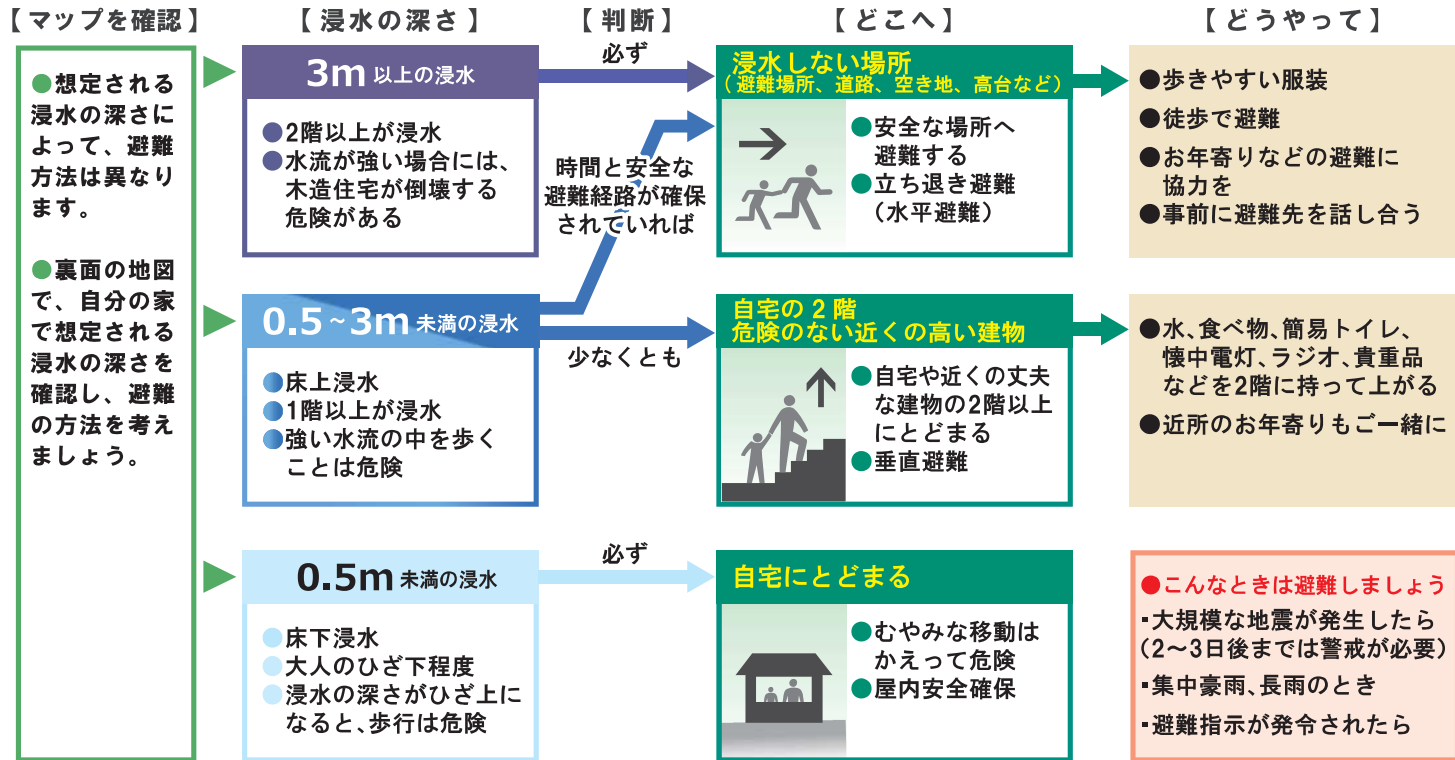 【マップを確認】
【浸水の深さ】
【判断】
【どこへ】
【どうやって】
●想定される
浸水の深さに
よって、避難
方法は異なり
ます。
●裏面の地図
で、自分の家
で想定される
浸水の深さを
確認し、避難
の方法を考え
ましょう。
3m 以上の浸水
●2階以上が浸水
●水流が強い場合には、
木造住宅が倒壊する
危険がある
必ず
浸水しない場所
(避難場所、道路、空き地、高台など)
●安全な場所へ
避難する
●立ち退き避難
(水平避難)
●歩きやすい服装
●徒歩で避難
●お年寄りなどの避難に
協力を
●事前に避難先を話し合う
時間と安全な
避難経路が確保
されていれば
0.5~3m 未満の浸水
●床上浸水
●1階以上が浸水
●強い水流の中を歩く
ことは危険
少なくとも
自宅の2階
危険のない近くの高い建物
●自宅や近くの丈夫
な建物の2階以上
にとどまる
●垂直避難
●水、食べ物、簡易トイレ、
懐中電灯、ラジオ、貴重品
などを2階に持って上がる
●近所のお年寄りもご一緒に
0.5m 未満の浸水
●床下浸水
●大人のひざ下程度
●浸水の深さがひざ上に
なると、歩行は危険
必ず
自宅にとどまる
●むやみな移動は
かえって危険
●屋内安全確保
●こんなときは避難しましょう
・大規模な地震が発生したら
(2〜3日後までは警戒が必要)
・集中豪雨、長雨のとき
・避難指示が発令されたら